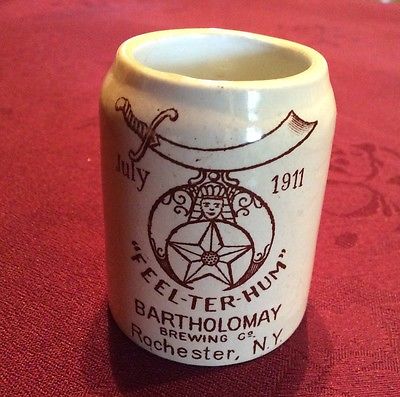 July 1911
"FEEL-TER-HUM"
BARTHOLOMAY
BREWING CO.
Rochester, N.Y.